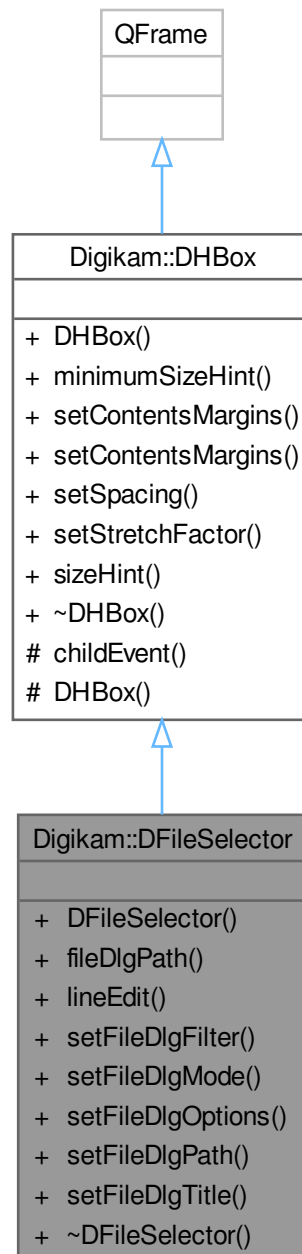 QFrame
Digikam::DHBox
+ DHBox()
+ minimumSizeHint()
+ setContentsMargins()
+ setContentsMargins()
+ setSpacing()
+ setStretchFactor()
+ sizeHint()
+ ~DHBox()
# childEvent()
# DHBox()
Digikam::DFileSelector
+ DFileSelector()
+ fileDlgPath()
+ lineEdit()
+ setFileDlgFilter()
+ setFileDlgMode()
+ setFileDlgOptions()
+ setFileDlgPath()
+ setFileDlgTitle()
+ ~DFileSelector()